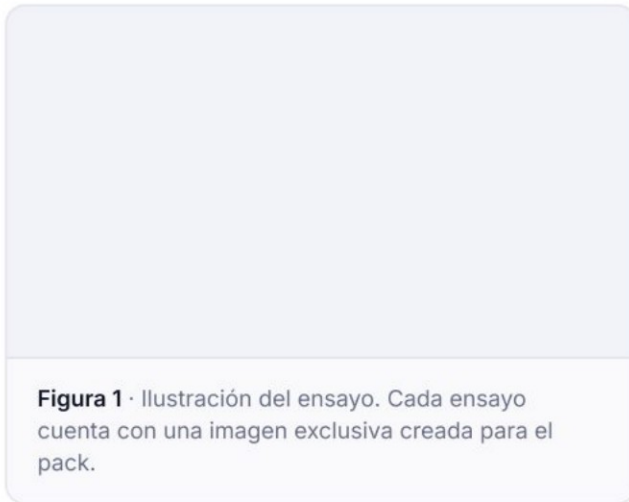 Figura 1 · Ilustración del ensayo. Cada ensayo
cuenta con una imagen exclusiva creada para el
pack.